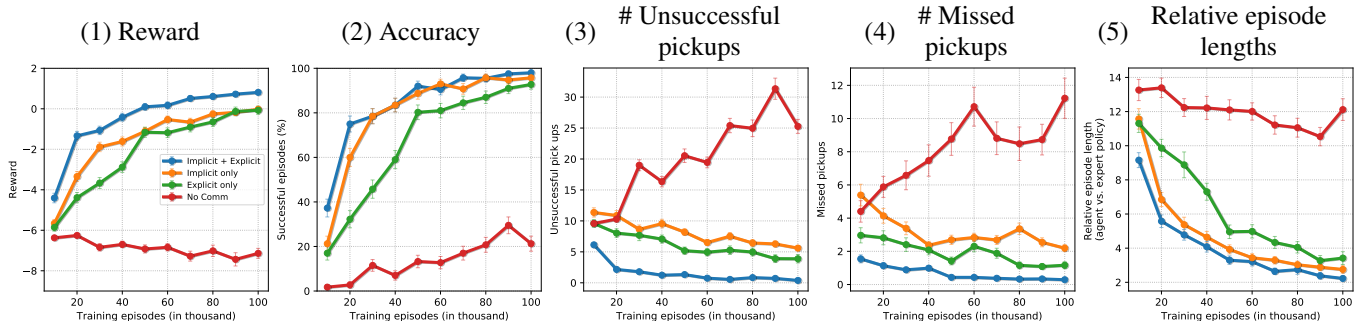 (1) Reward
2
0
−2
−4
−6
−8
Reward
20
40
60
80
100
Training episodes (in thousand)
Implicit + Explicit
Implicit only
Explicit only
No Comm
(2) Accuracy
100
80
60
40
20
0
Successful episodes (%)
20
40
60
80
100
Training episodes (in thousand)
(3)
# Unsuccessful
pickups
30
25
20
15
10
5
0
Unsuccessful pick ups
20
40
60
80
100
Training episodes (in thousand)
(4)
# Missed
pickups
12
10
8
6
4
2
0
Missed pickups
20
40
60
80
100
Training episodes (in thousand)
(5)
Relative episode
lengths
14
12
10
8
6
4
2
Relative episode length
(agent vs. expert policy)
20
40
60
80
100
Training episodes (in thousand)